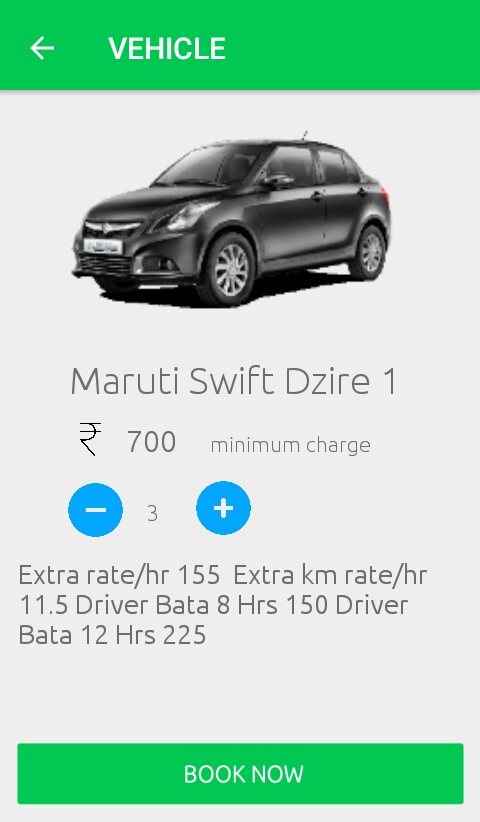 VEHICLE
Maruti Swift Dzire 1
₹ 700 minimum charge
− 3 +
Extra rate/hr 155  Extra km rate/hr
11.5 Driver Bata 8 Hrs 150 Driver
Bata 12 Hrs 225
BOOK NOW